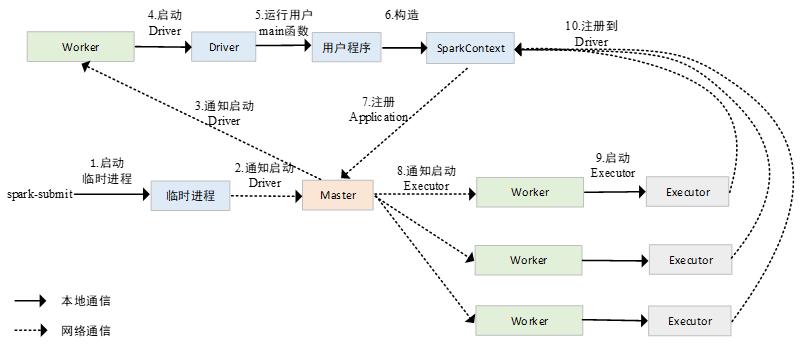 4.启动
Driver
5.运行用户
main函数
6.构造
10.注册到
Driver
Worker
Driver
用户程序
SparkContext
3.通知启动
Driver
7.注册
Application
1.启动
临时进程
2.通知启动
Driver
8.通知启动
Executor
9.启动
Executor
spark-submit
临时进程
Master
Worker
Executor
Worker
Executor
本地通信
Worker
Executor
网络通信